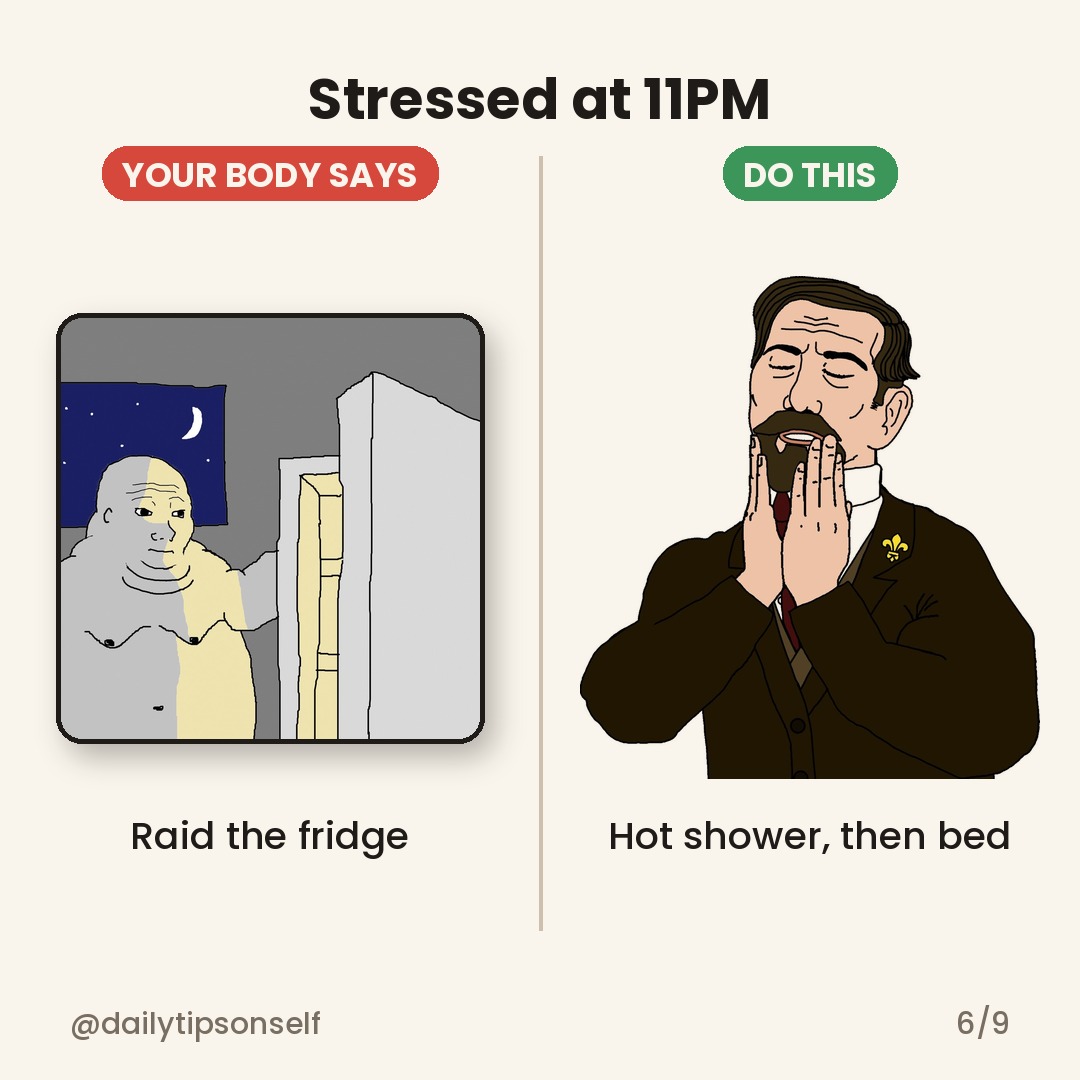 Stressed at 11PM
YOUR BODY SAYS
DO THIS
Raid the fridge
Hot shower, then bed
@dailytipsonself
6/9